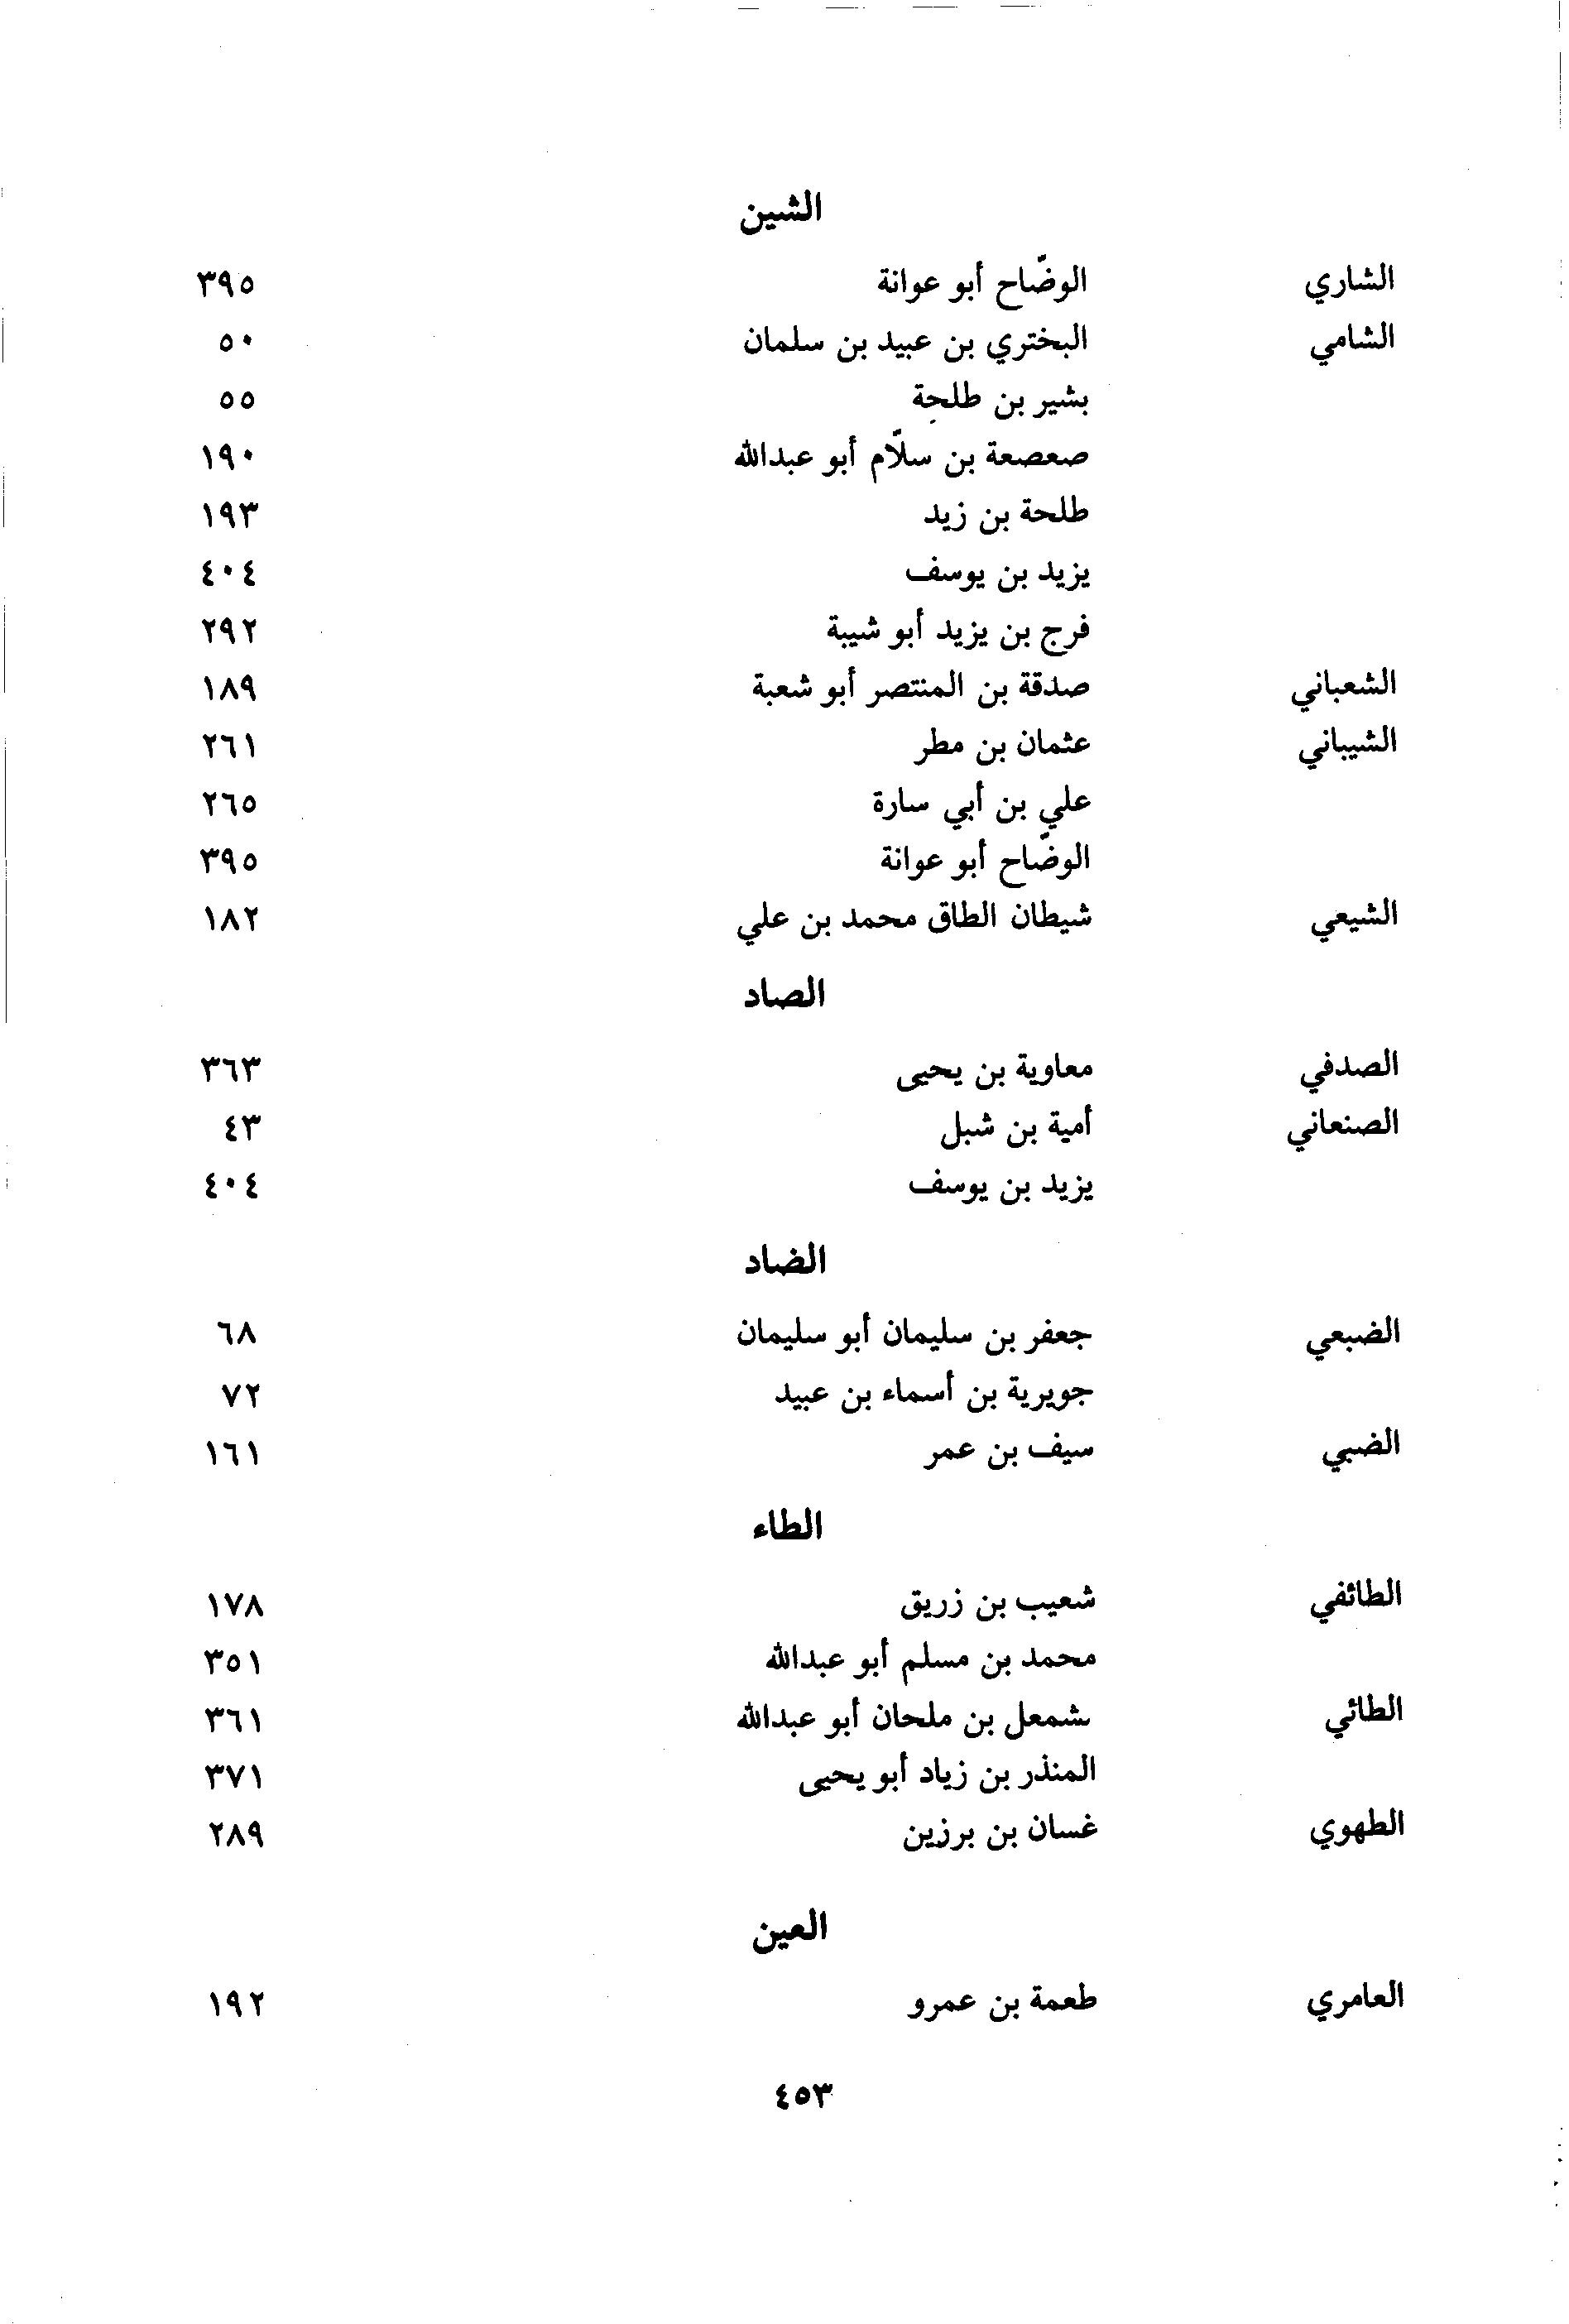 الشين
الشاري الوضّاح أبو عوانة ٣٩٥
الشامي البختري بن عبيد بن سلمان ٥٠
بشير بن طلحة ٥٥
صعصعة بن سلّام أبو عبدالله ١٩٠
طلحة بن زيد ١٩٣
يزيد بن يوسف ٤٠٤
فرج بن يزيد أبو شيبة ٢٩٢
الشعباني صدقة بن المنتصر أبو شعبة ١٨٩
الشيباني عثمان بن مطر ٢٦١
علي بن أبي سارة ٢٦٥
الوضّاح أبو عوانة ٣٩٥
الشيعي شيطان الطاق محمد بن علي ١٨٢
الصاد
الصدفي معاوية بن يحيى ٣٦٣
الصنعاني أمية بن شبل ٤٣
يزيد بن يوسف ٤٠٤
الضاد
الضبعي جعفر بن سليمان أبو سليمان ٦٨
جويرية بن أسماء بن عبيد ٧٢
الضبي سيف بن عمر ١٦١
الطاء
الطائفي شعيب بن زريق ١٧٨
محمد بن مسلم أبو عبدالله ٣٥١
الطائي شمعل بن ملحان أبو عبدالله ٣٦١
المنذر بن زياد أبو يحيى ٣٧١
الطهوي غسان بن برزين ٢٨٩
العين
العامري طعمة بن عمرو ١٩٢
٤٥٣